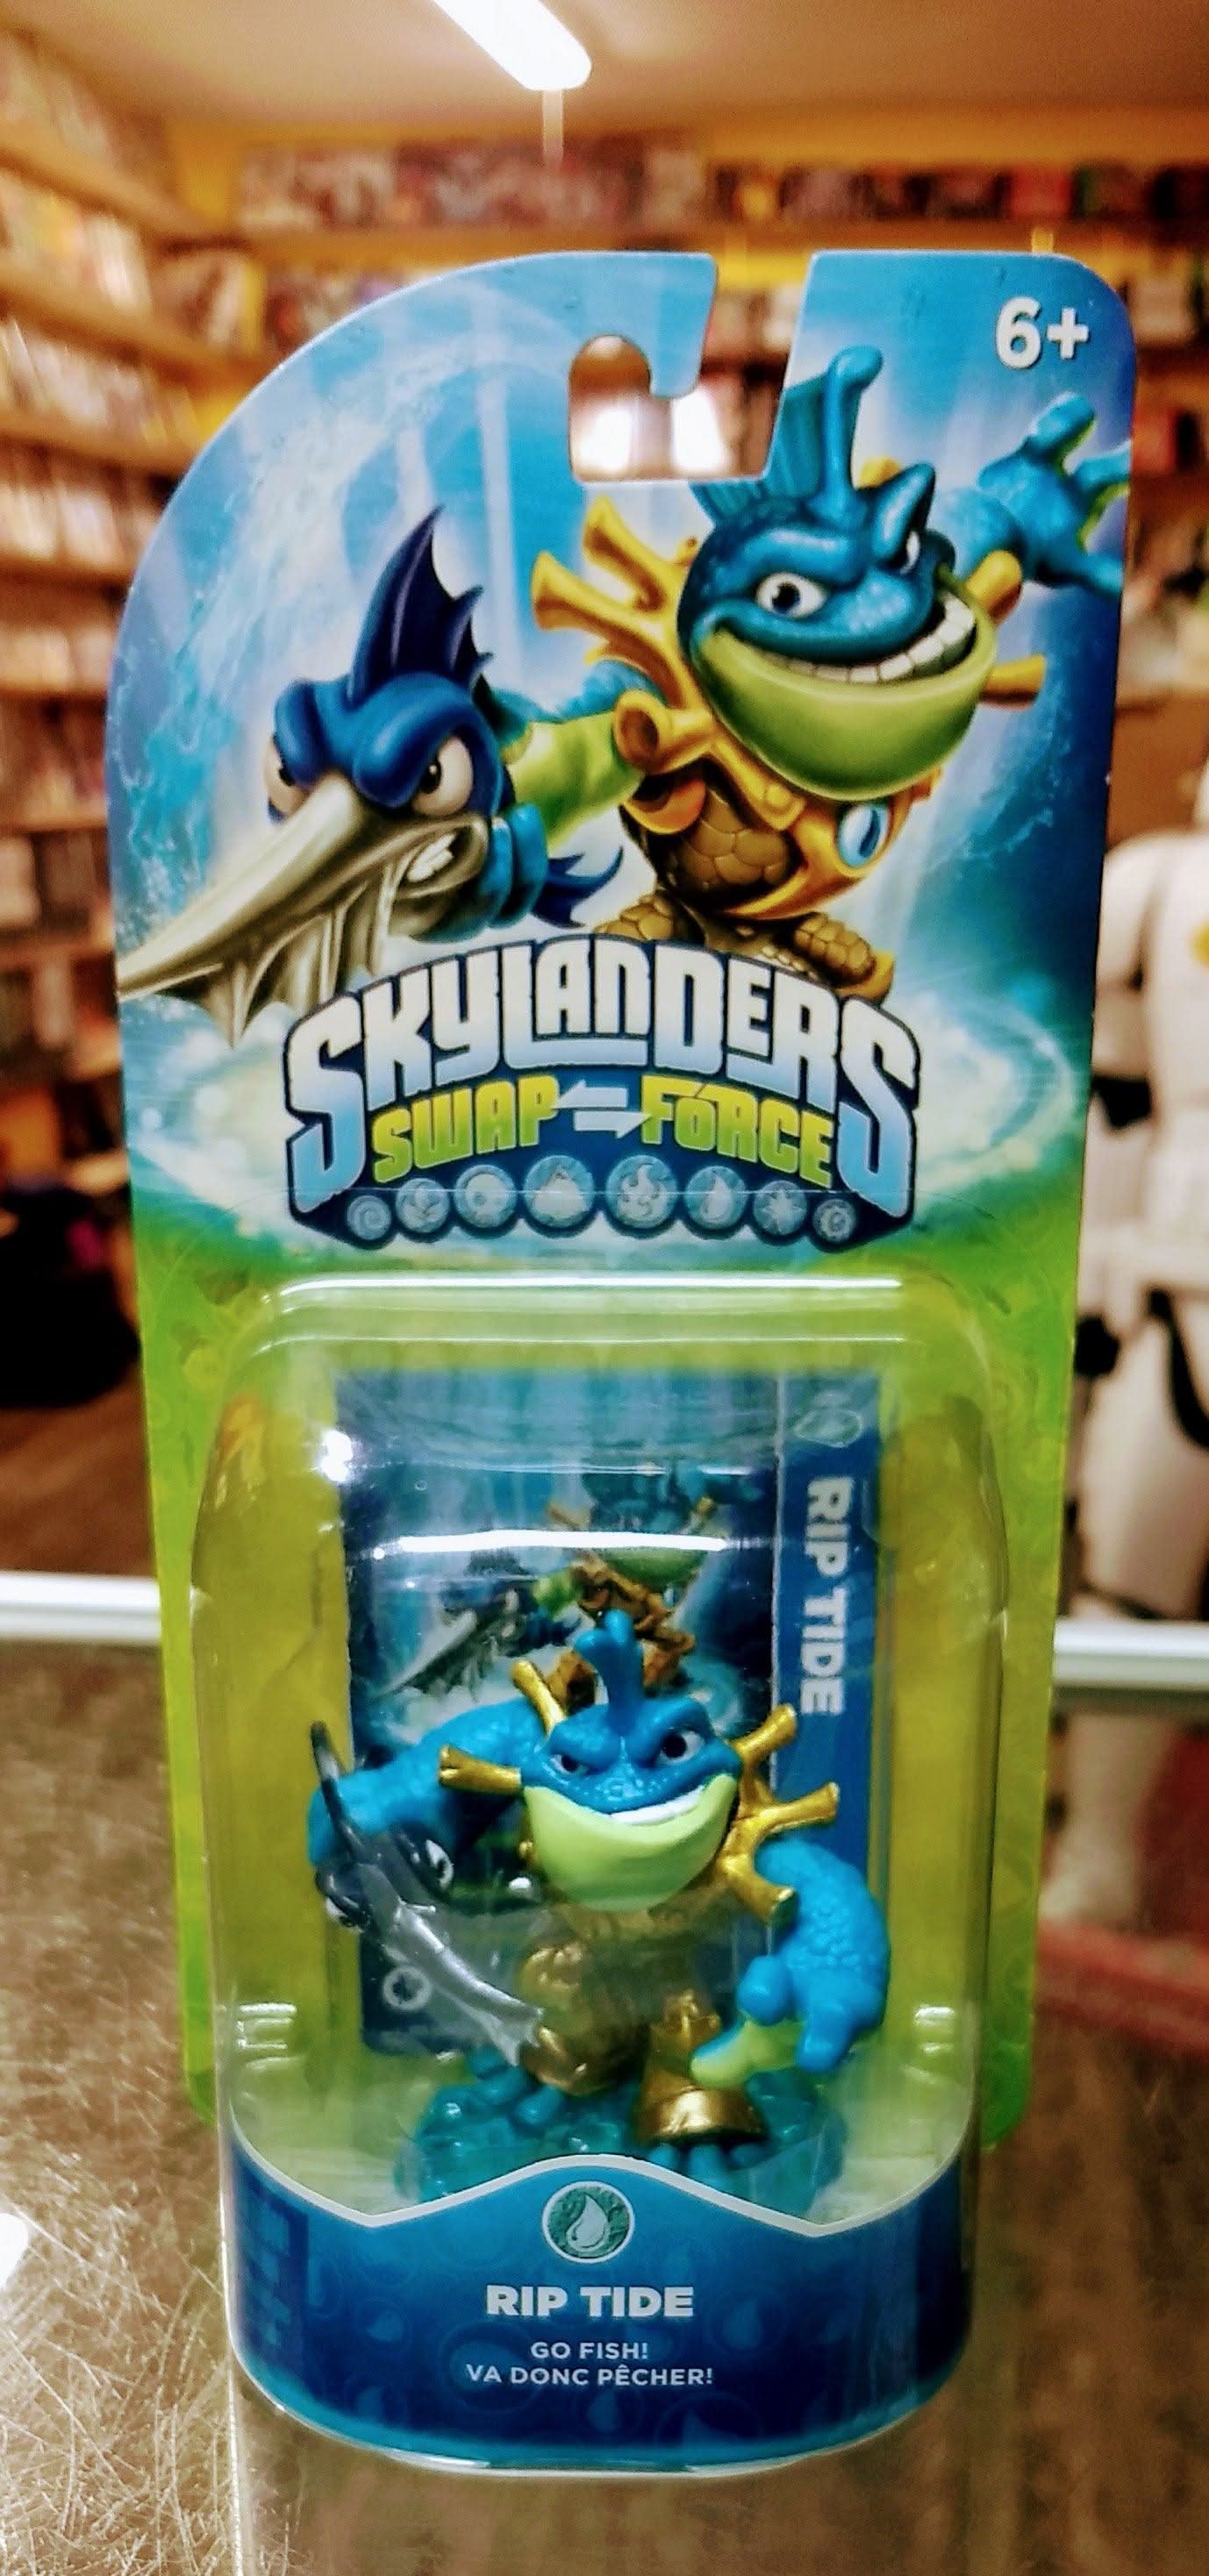 6+
SKYLANDERS
SWAP FORCE
RIP TIDE
RIP TIDE
GO FISH!
VA DONC PÊCHER!